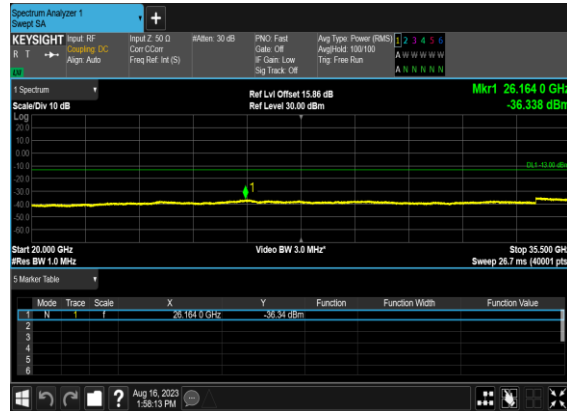 Spectrum Analyzer 1
Swept SA
+
KEYSIGHT Input: RF Input Z: 50 Ω #Atten: 30 dB PNO: Fast Avg Type: Power (RMS) 1 2 3 4 5 6
R T Coupling: DC Corr CCorr Gate: Off Avg|Hold: 100/100 A W W W W W
Align: Auto Freq Ref: Int (S) IF Gain: Low Trig: Free Run A N N N N N
Sig Track: Off
1 Spectrum Ref Lvl Offset 15.86 dB Mkr1 26.164 0 GHz
Scale/Div 10 dB Ref Level 30.00 dBm -36.338 dBm
Log
20.0
10.0
0.00
-10.0
DL1 -13.00 dBm
-20.0
-30.0
1
-40.0
-50.0
-60.0
Start 20.000 GHz Video BW 3.0 MHz* Stop 35.500 GHz
#Res BW 1.0 MHz Sweep 26.7 ms (40001 pts)
5 Marker Table
Mode Trace Scale X Y Function Function Width Function Value
1 N 1 f 26.164 0 GHz -36.34 dBm
2
3
4
5
6
? Aug 16, 2023
1:58:13 PM